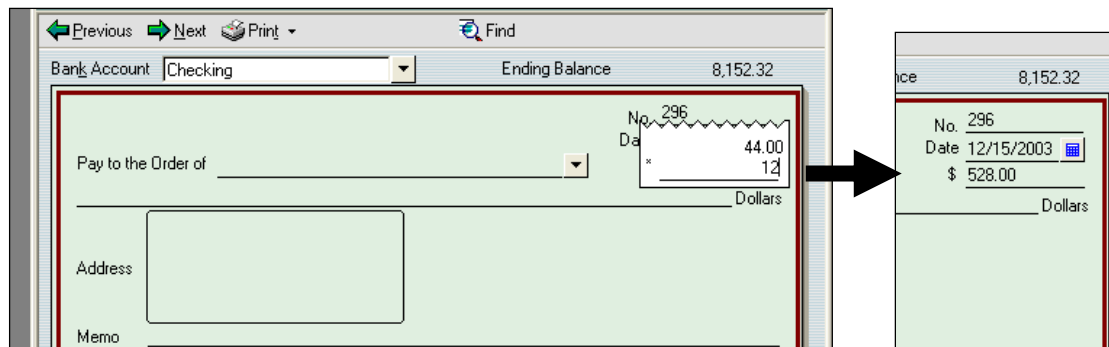 Previous Next Print Find
Bank Account Checking Ending Balance 8,152.32
No. 296
Da
44.00
* 12
Pay to the Order of
Dollars
Address
Memo
nce 8,152.32
No. 296
Date 12/15/2003
$ 528.00
Dollars